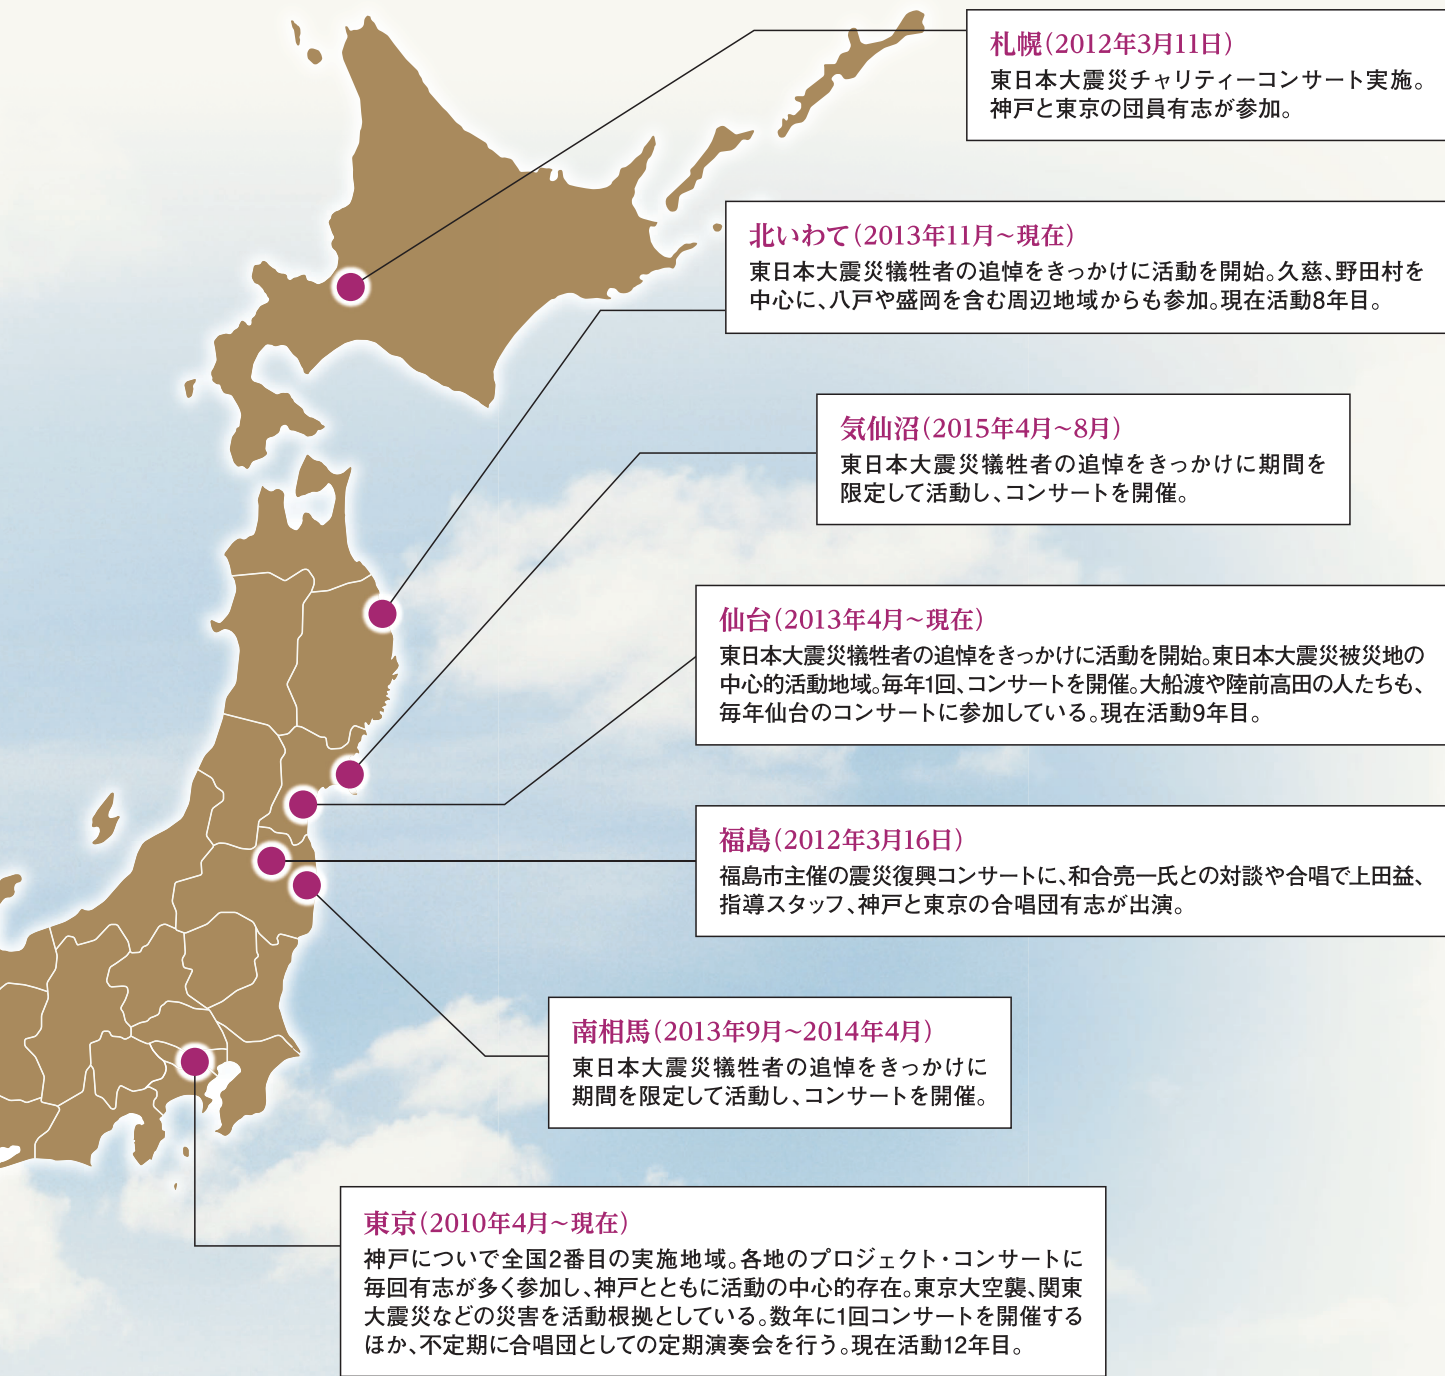 札幌（2012年3月11日）
東日本大震災チャリティーコンサート実施。
神戸と東京の団員有志が参加。
北いわて（2013年11月～現在）
東日本大震災犠牲者の追悼をきっかけに活動を開始。久慈、野田村を
中心に、八戸や盛岡を含む周辺地域からも参加。現在活動8年目。
気仙沼（2015年4月～8月）
東日本大震災犠牲者の追悼をきっかけに期間を
限定して活動し、コンサートを開催。
仙台（2013年4月～現在）
東日本大震災犠牲者の追悼をきっかけに活動を開始。東日本大震災被災地の
中心的活動地域。毎年1回、コンサートを開催。大船渡や陸前高田の人たちも、
毎年仙台のコンサートに参加している。現在活動9年目。
福島（2012年3月16日）
福島市主催の震災復興コンサートに、和合亮一氏との対談や合唱で上田益、
指導スタッフ、神戸と東京の合唱団有志が出演。
南相馬（2013年9月～2014年4月）
東日本大震災犠牲者の追悼をきっかけに
期間を限定して活動し、コンサートを開催。
東京（2010年4月～現在）
神戸についで全国2番目の実施地域。各地のプロジェクト・コンサートに
毎回有志が多く参加し、神戸とともに活動の中心的存在。東京大空襲、関東
大震災などの災害を活動根拠としている。数年に1回コンサートを開催する
ほか、不定期に合唱団としての定期演奏会を行う。現在活動12年目。